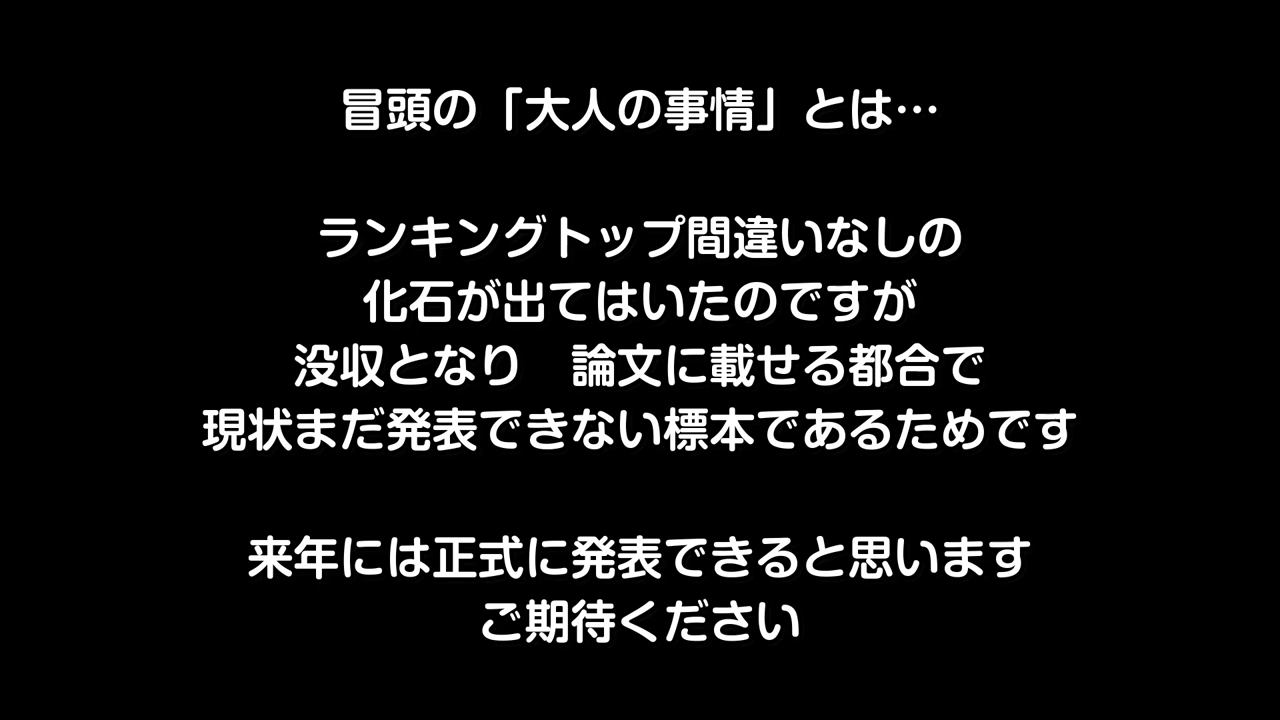 冒頭の「大人の事情」とは…
ランキングトップ間違いなしの
化石が出てはいたのですが
没収となり　論文に載せる都合で
現状まだ発表できない標本であるためです
来年には正式に発表できると思います
ご期待ください